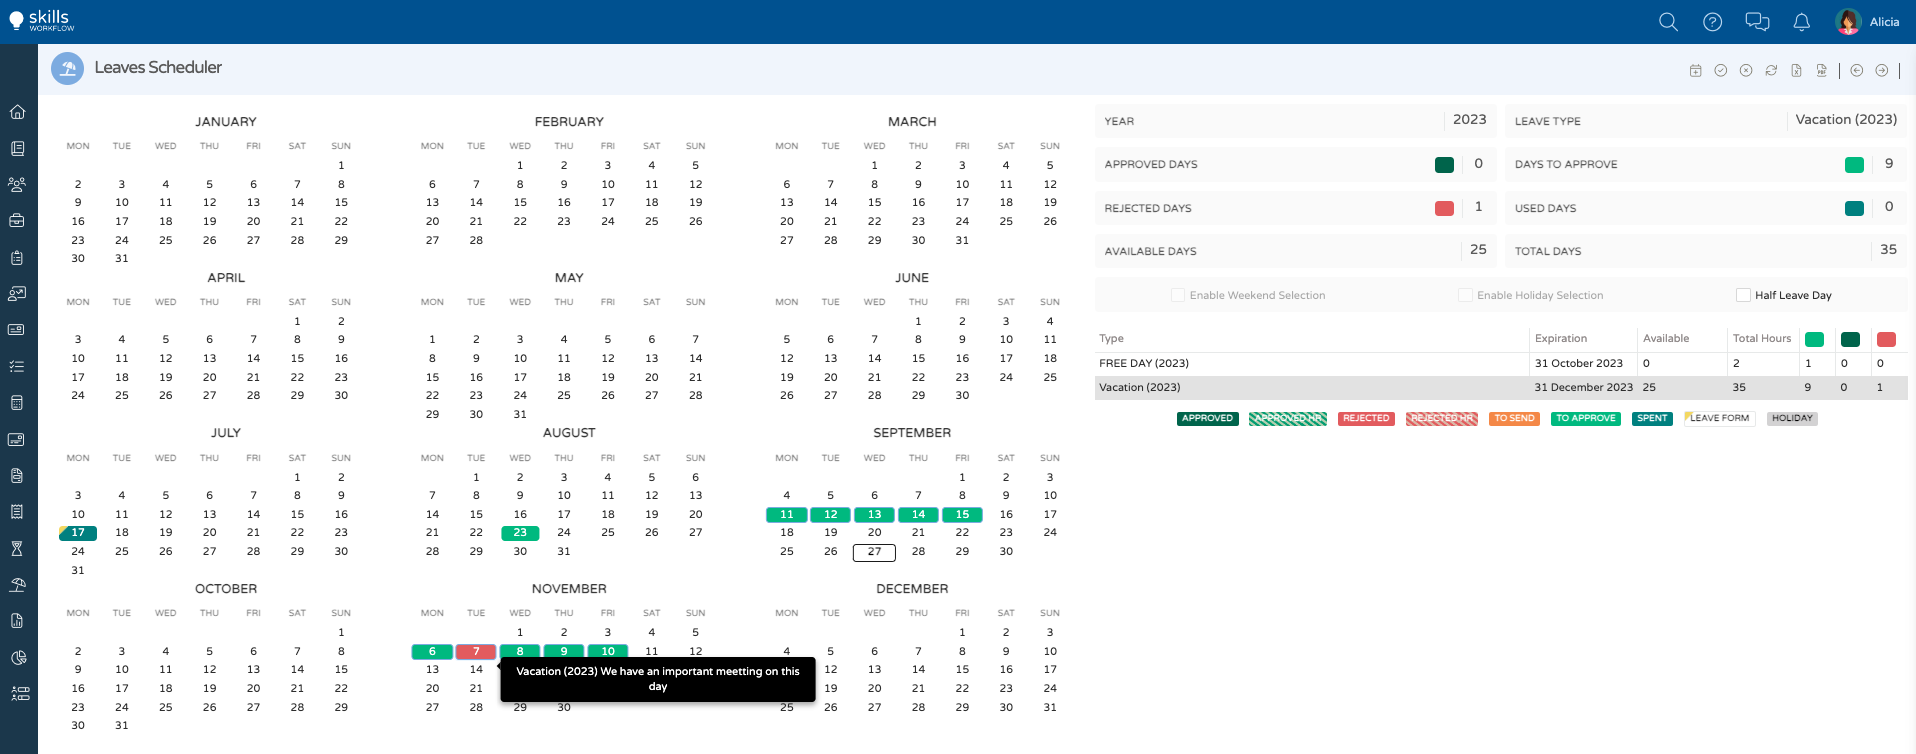 skills
WORKFLOW
Alicia
Leaves Scheduler
JANUARY
MON TUE WED THU FRI SAT SUN
1
2 3 4 5 6 7 8
9 10 11 12 13 14 15
16 17 18 19 20 21 22
23 24 25 26 27 28 29
30 31
FEBRUARY
MON TUE WED THU FRI SAT SUN
1 2 3 4 5
6 7 8 9 10 11 12
13 14 15 16 17 18 19
20 21 22 23 24 25 26
27 28
MARCH
MON TUE WED THU FRI SAT SUN
1 2 3 4 5
6 7 8 9 10 11 12
13 14 15 16 17 18 19
20 21 22 23 24 25 26
27 28 29 30 31
APRIL
MON TUE WED THU FRI SAT SUN
1 2
3 4 5 6 7 8 9
10 11 12 13 14 15 16
17 18 19 20 21 22 23
24 25 26 27 28 29 30
MAY
MON TUE WED THU FRI SAT SUN
1 2 3 4 5 6 7
8 9 10 11 12 13 14
15 16 17 18 19 20 21
22 23 24 25 26 27 28
29 30 31
JUNE
MON TUE WED THU FRI SAT SUN
1 2 3 4
5 6 7 8 9 10 11
12 13 14 15 16 17 18
19 20 21 22 23 24 25
26 27 28 29 30
JULY
MON TUE WED THU FRI SAT SUN
1 2
3 4 5 6 7 8 9
10 11 12 13 14 15 16
17 18 19 20 21 22 23
24 25 26 27 28 29 30
31
AUGUST
MON TUE WED THU FRI SAT SUN
1 2 3 4 5 6
7 8 9 10 11 12 13
14 15 16 17 18 19 20
21 22 23 24 25 26 27
28 29 30 31
SEPTEMBER
MON TUE WED THU FRI SAT SUN
1 2 3
4 5 6 7 8 9 10
11 12 13 14 15 16 17
18 19 20 21 22 23 24
25 26 27 28 29 30
OCTOBER
MON TUE WED THU FRI SAT SUN
1
2 3 4 5 6 7 8
9 10 11 12 13 14 15
16 17 18 19 20 21 22
23 24 25 26 27 28 29
30 31
NOVEMBER
MON TUE WED THU FRI SAT SUN
1 2 3 4 5
6 7 8 9 10 11 12
13 14
20 21
27 28 29 30
Vacation (2023) We have an important meetting on this
day
DECEMBER
MON TUE WED THU FRI SAT SUN
1 2 3
4 5 6 7 8 9 10
12 13 14 15 16 17
19 20 21 22 23 24
25 26 27 28 29 30 31
YEAR 2023
LEAVE TYPE Vacation (2023)
APPROVED DAYS 0
DAYS TO APPROVE 9
REJECTED DAYS 1
USED DAYS 0
AVAILABLE DAYS 25
TOTAL DAYS 35
Enable Weekend Selection Enable Holiday Selection Half Leave Day
Type Expiration Available Total Hours
FREE DAY (2023) 31 October 2023 0 2 1 0 0
Vacation (2023) 31 December 2023 25 35 9 0 1
APPROVED APPROVED HR REJECTED REJECTED HR TO SEND TO APPROVE SPENT LEAVE FORM HOLIDAY